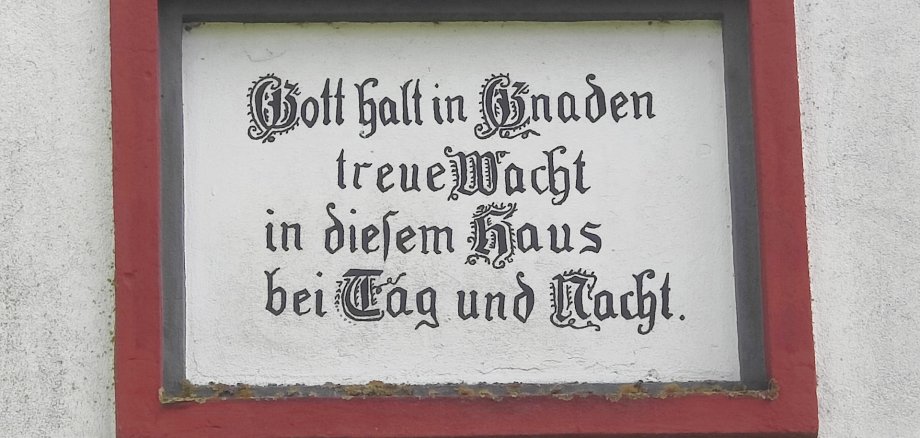 Gott halt in Gnaden
treue Wacht
in dieſem Haus
bei Tag und Nacht.